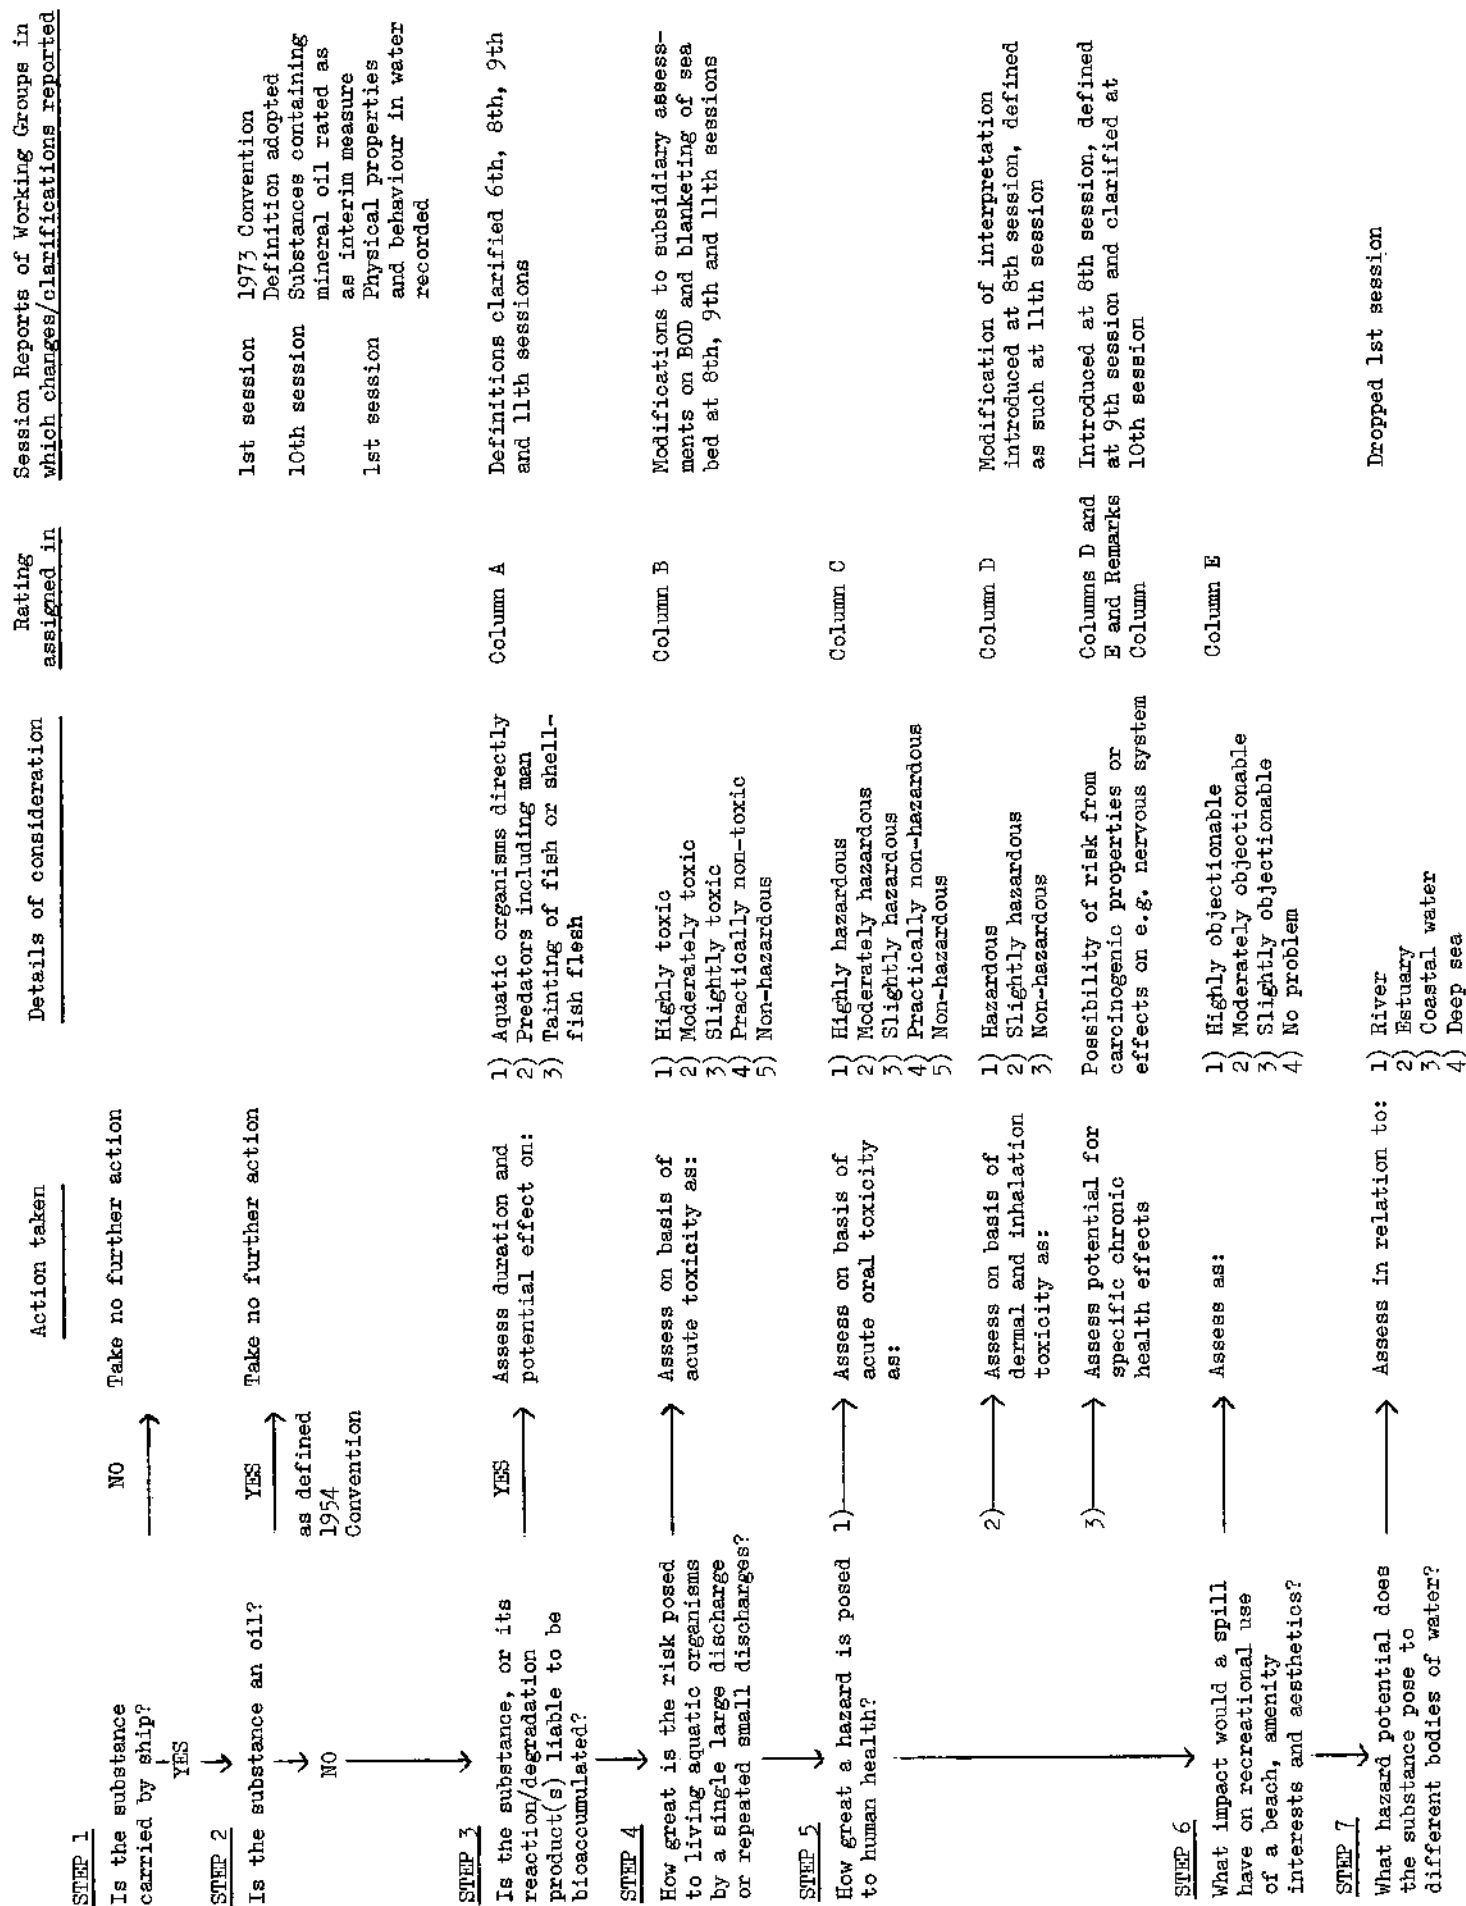 Action taken
Details of consideration
Rating
assigned in
Session Reports of Working Groups in
which changes/clarifications reported
STEP 1
Is the substance
carried by ship?
NO
Take no further action
YES
STEP 2
Is the substance an oil?
YES
as defined
1954
Convention
Take no further action
1st session
1973 Convention
Definition adopted
10th session
Substances containing
mineral oil rated as
as interim measure
1st session
Physical properties
and behaviour in water
recorded
NO
STEP 3
Is the substance, or its
reaction/degradation
product(s) liable to be
bioaccumulated?
YES
Assess duration and
potential effect on:
1) Aquatic organisms directly
2) Predators including man
3) Tainting of fish or shell-
fish flesh
Column A
Definitions clarified 6th, 8th, 9th
and 11th sessions
STEP 4
How great is the risk posed
to living aquatic organisms
by a single large discharge
or repeated small discharges?
Assess on basis of
acute toxicity as:
1) Highly toxic
2) Moderately toxic
3) Slightly toxic
4) Practically non-toxic
5) Non-hazardous
Column B
Modifications to subsidiary assess-
ments on BOD and blanketing of sea
bed at 8th, 9th and 11th sessions
STEP 5
How great a hazard is posed
to human health?
1)
Assess on basis of
acute oral toxicity
as:
1) Highly hazardous
2) Moderately hazardous
3) Slightly hazardous
4) Practically non-hazardous
5) Non-hazardous
Column C
2)
Assess on basis of
dermal and inhalation
toxicity as:
1) Hazardous
2) Slightly hazardous
3) Non-hazardous
Column D
Modification of interpretation
introduced at 8th session, defined
as such at 11th session
3)
Assess potential for
specific chronic
health effects
Possibility of risk from
carcinogenic properties or
effects on e.g. nervous system
Columns D and
E and Remarks
Column
Introduced at 8th session, defined
at 9th session and clarified at
10th session
STEP 6
What impact would a spill
have on recreational use
of a beach, amenity
interests and aesthetics?
Assess as:
1) Highly objectionable
2) Moderately objectionable
3) Slightly objectionable
4) No problem
Column E
STEP 7
What hazard potential does
the substance pose to
different bodies of water?
Assess in relation to:
1) River
2) Estuary
3) Coastal water
4) Deep sea
Dropped 1st session